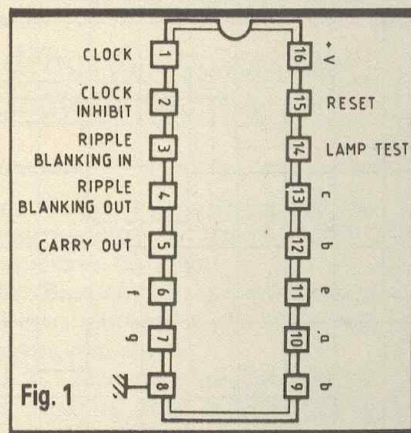 CLOCK 1 16 + V
CLOCK
INHIBIT 2 15 RESET
RIPPLE
BLANKING IN 3 14 LAMP TEST
RIPPLE
BLANKING OUT 4 13 c
CARRY OUT 5 12 b
f 6 11 e
g 7 10 a
8 9 b
Fig. 1